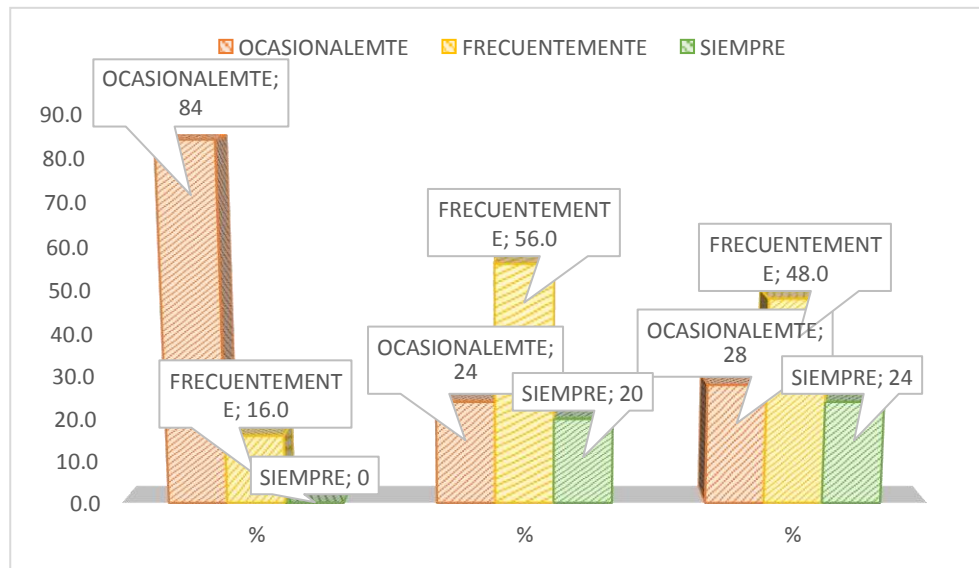 OCASIONALEMTE FRECUENTEMENTE SIEMPRE
OCASIONALEMTE;
84
FRECUENTEMENT
E; 16.0
SIEMPRE; 0
OCASIONALEMTE;
24
FRECUENTEMENT
E; 56.0
SIEMPRE; 20
OCASIONALEMTE;
28
FRECUENTEMENT
E; 48.0
SIEMPRE; 24
90.0
80.0
70.0
60.0
50.0
40.0
30.0
20.0
10.0
0.0
% % %